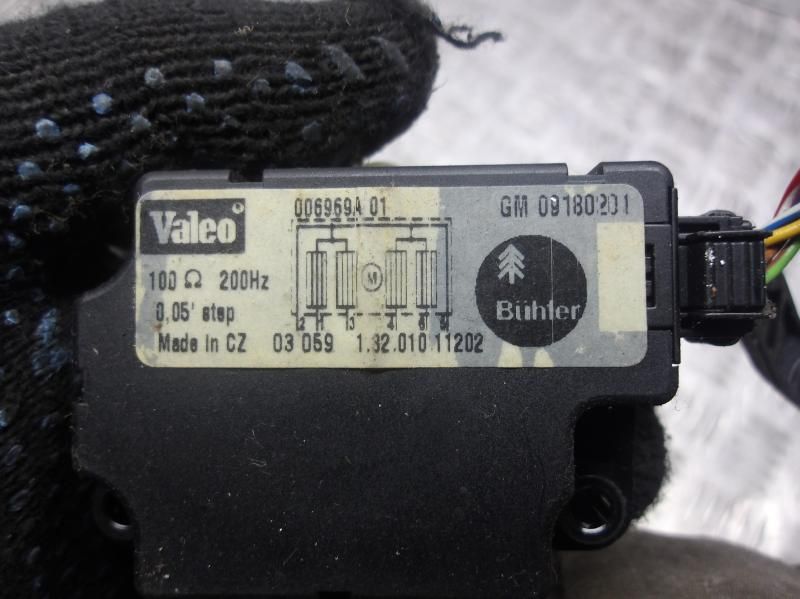 Valeo
006969A 01
GM 09180201
100 Ω 200Hz
0,05' step
M
Bühler
Made in CZ 03 059 1.32.010 11202